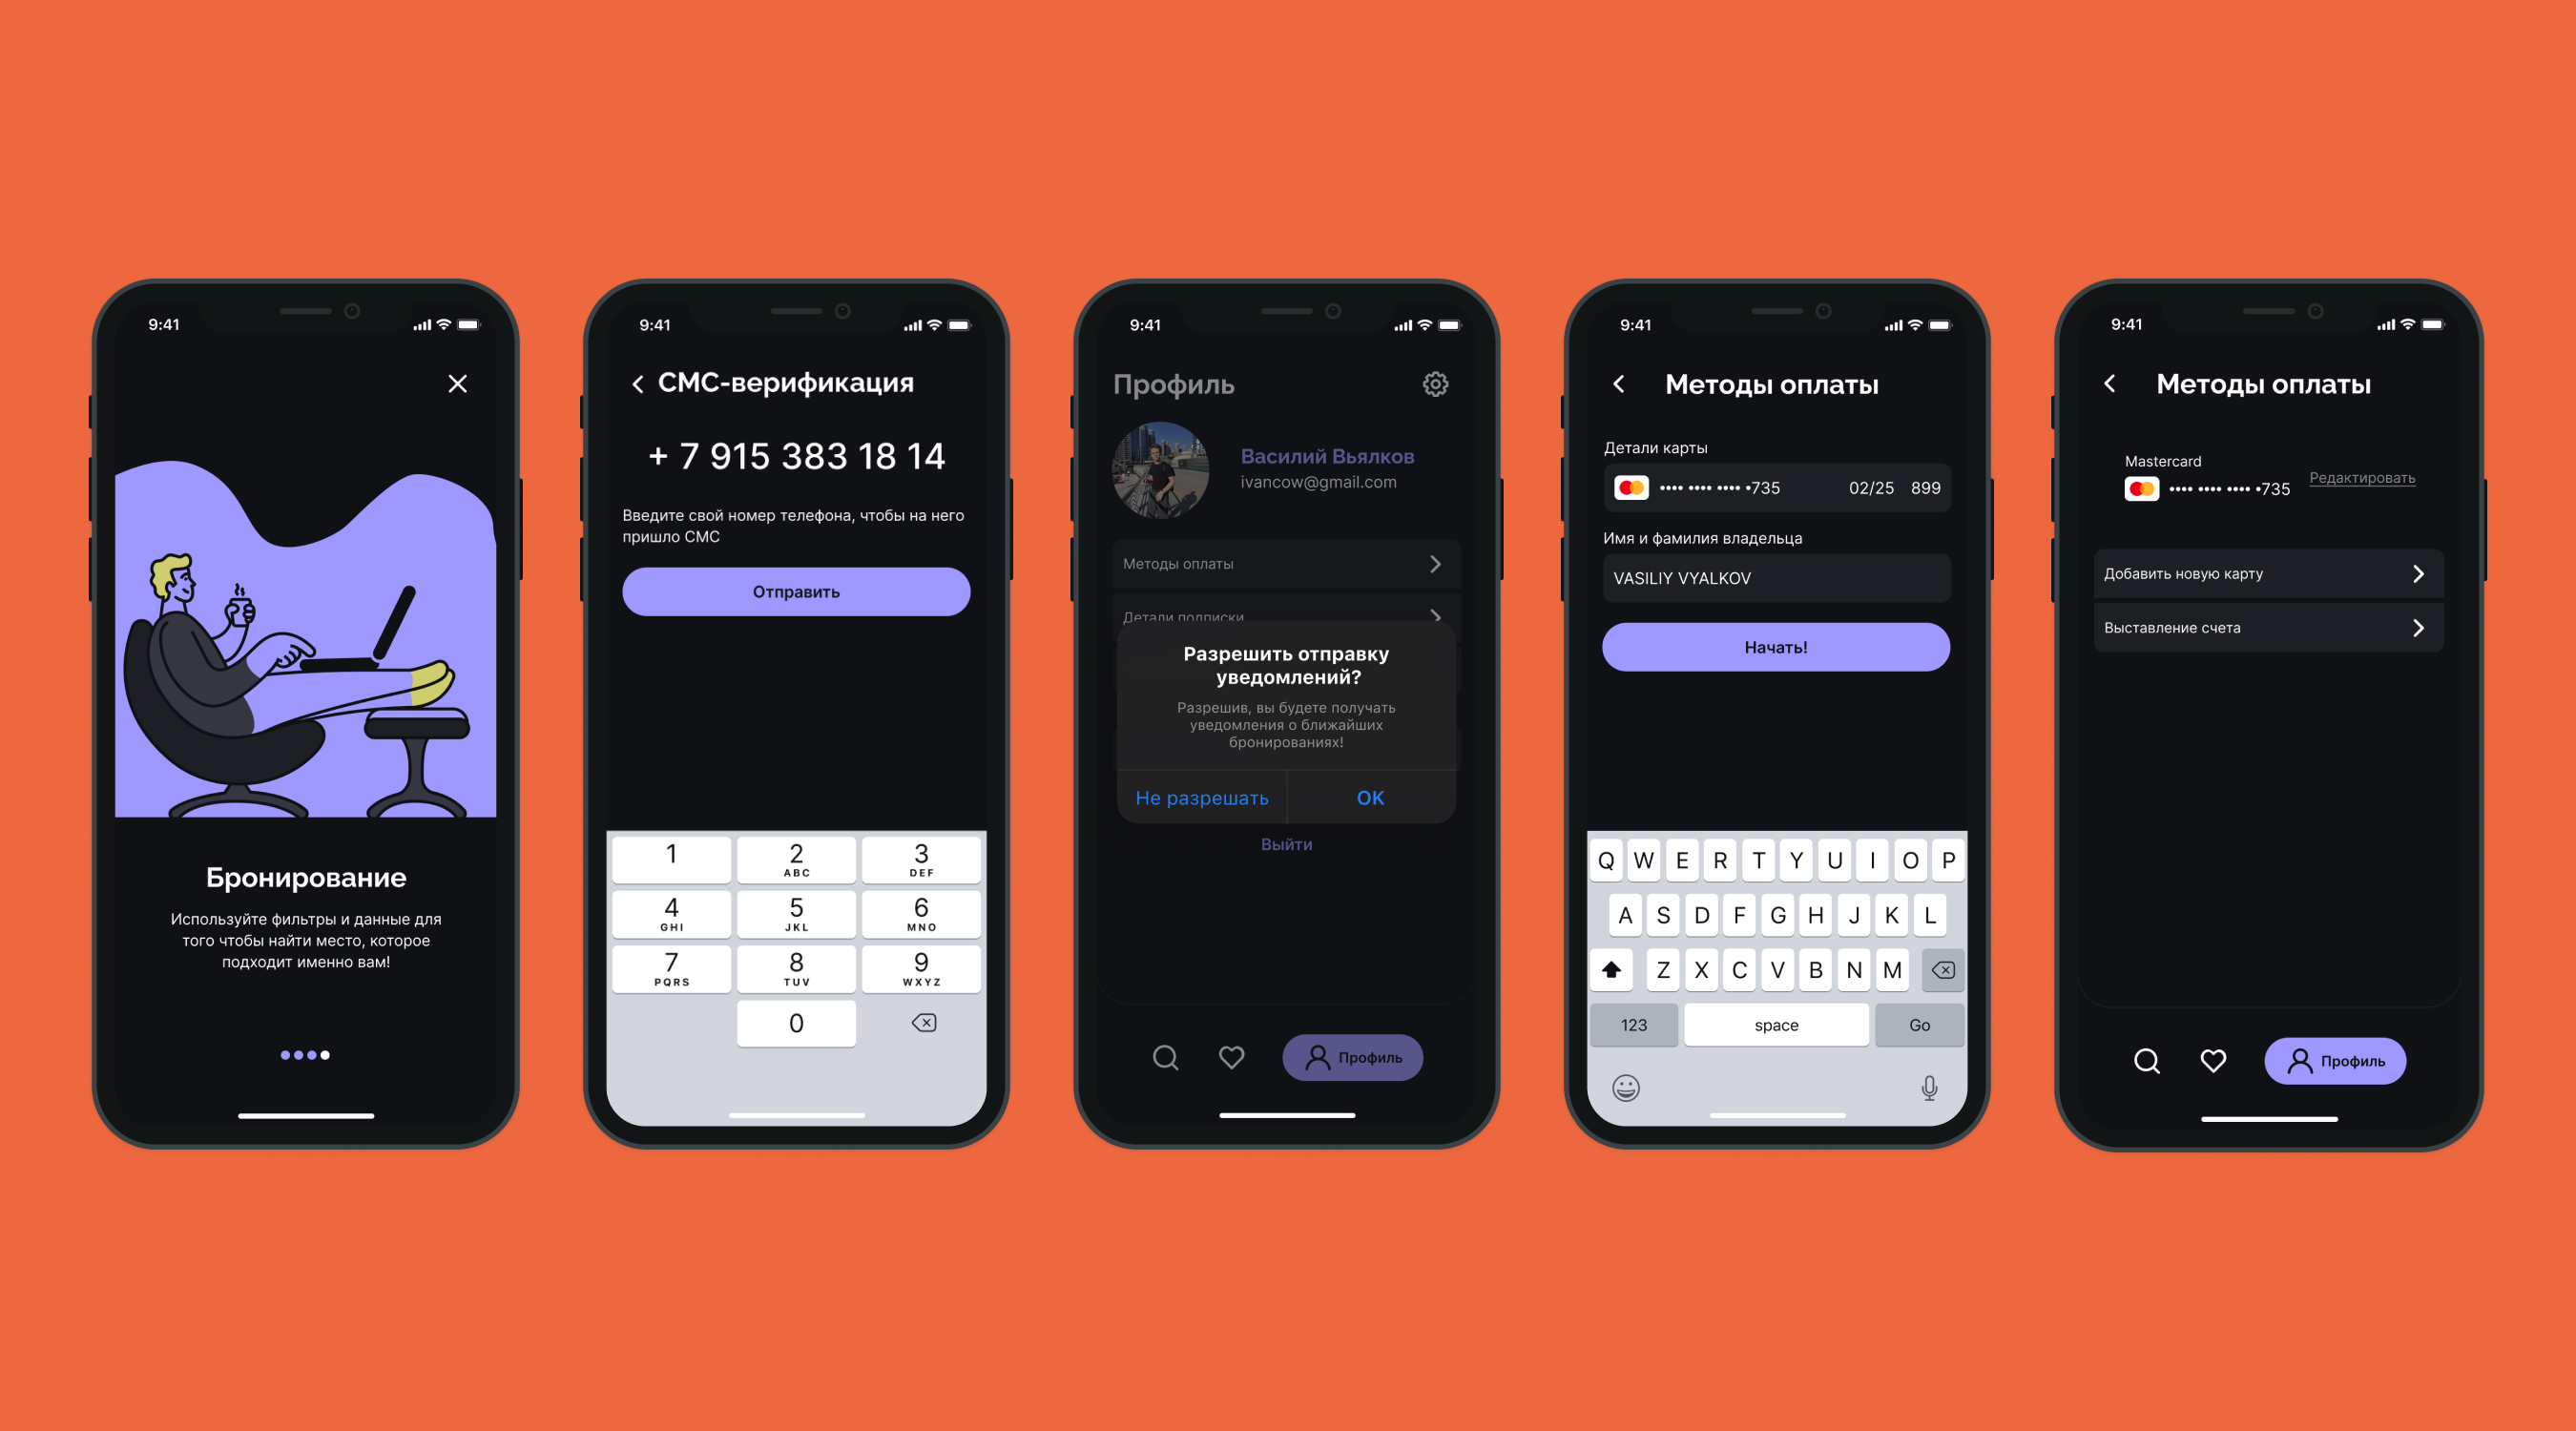 9:41
Бронирование
Используйте фильтры и данные для
того чтобы найти место, которое
подходит именно вам!
9:41
СМС-верификация
+ 7 915 383 18 14
Введите свой номер телефона, чтобы на него
пришло СМС
Отправить
1
2
ABC
3
DEF
4
GHI
5
JKL
6
MNO
7
PQRS
8
TUV
9
WXYZ
0
9:41
Профиль
Василий Вьялков
ivancow@gmail.com
Методы оплаты
Детали подписки
Разрешить отправку
уведомлений?
Разрешив, вы будете получать
уведомления о ближайших
бронированиях!
Не разрешать
OK
Выйти
Профиль
9:41
Методы оплаты
Детали карты
•••• •••• •••• •735 02/25 899
Имя и фамилия владельца
VASILIY VYALKOV
Начать!
Q W E R T Y U I O P
A S D F G H J K L
Z X C V B N M
123 space Go
9:41
Методы оплаты
Mastercard
•••• •••• •••• •735
Редактировать
Добавить новую карту
Выставление счета
Профиль